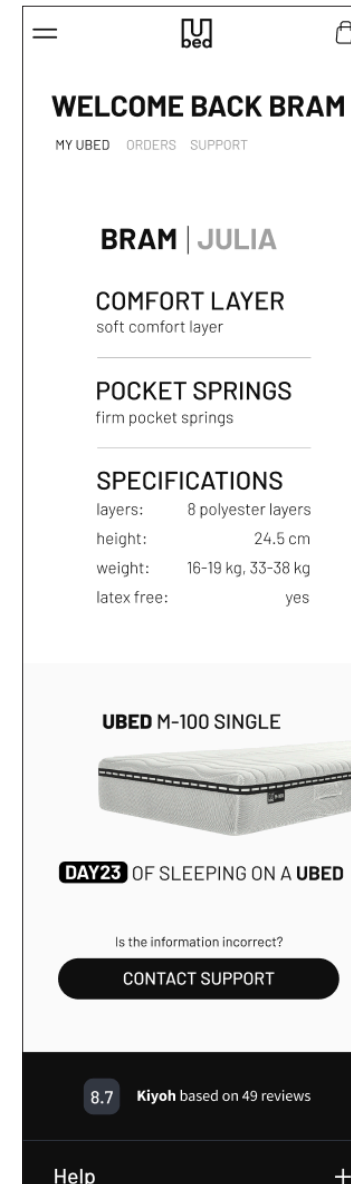 U
bed
WELCOME BACK BRAM
MY UBED ORDERS SUPPORT
BRAM | JULIA
COMFORT LAYER
soft comfort layer
POCKET SPRINGS
firm pocket springs
SPECIFICATIONS
layers: 8 polyester layers
height: 24.5 cm
weight: 16-19 kg, 33-38 kg
latex free: yes
UBED M-100 SINGLE
DAY23 OF SLEEPING ON A UBED
Is the information incorrect?
CONTACT SUPPORT
8.7 Kiyoh based on 49 reviews
Help +